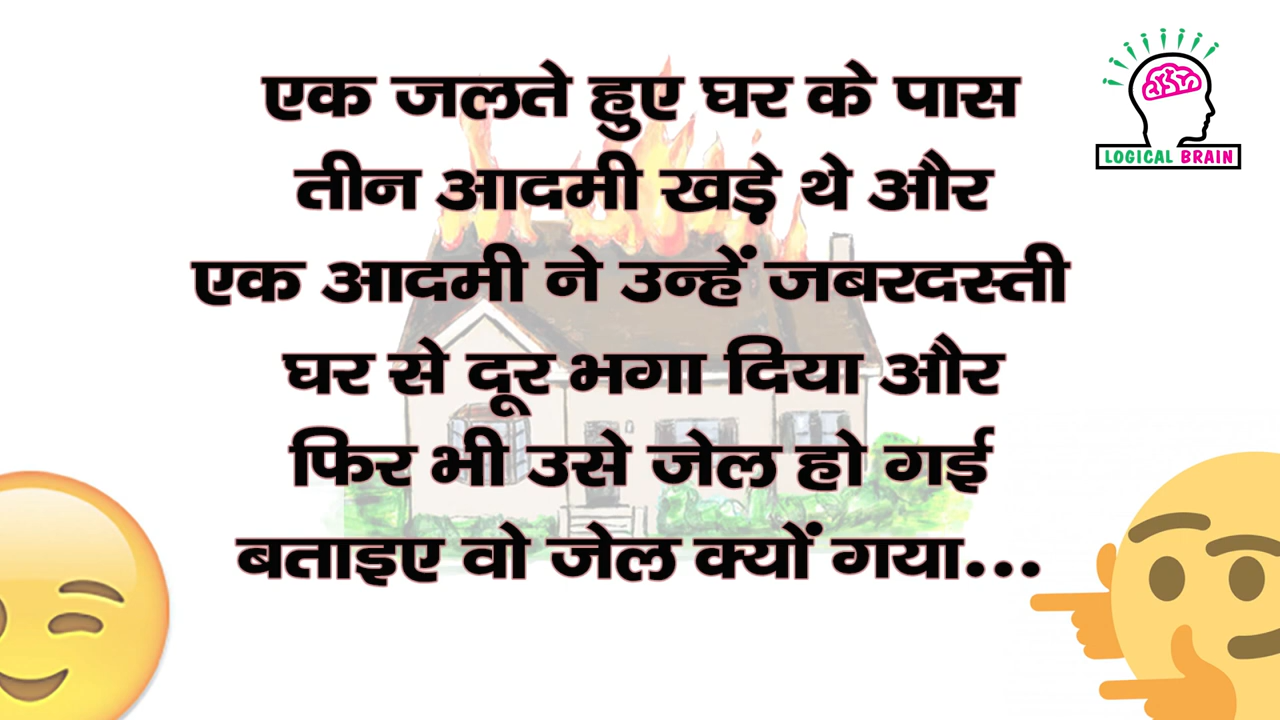 एक जलते हुए घर के पास
तीन आदमी खड़े थे और
एक आदमी ने उन्हें जबरदस्ती
घर से दूर भगा दिया और
फिर भी उसे जेल हो गई
बताइए वो जेल क्यों गया...
LOGICAL BRAIN